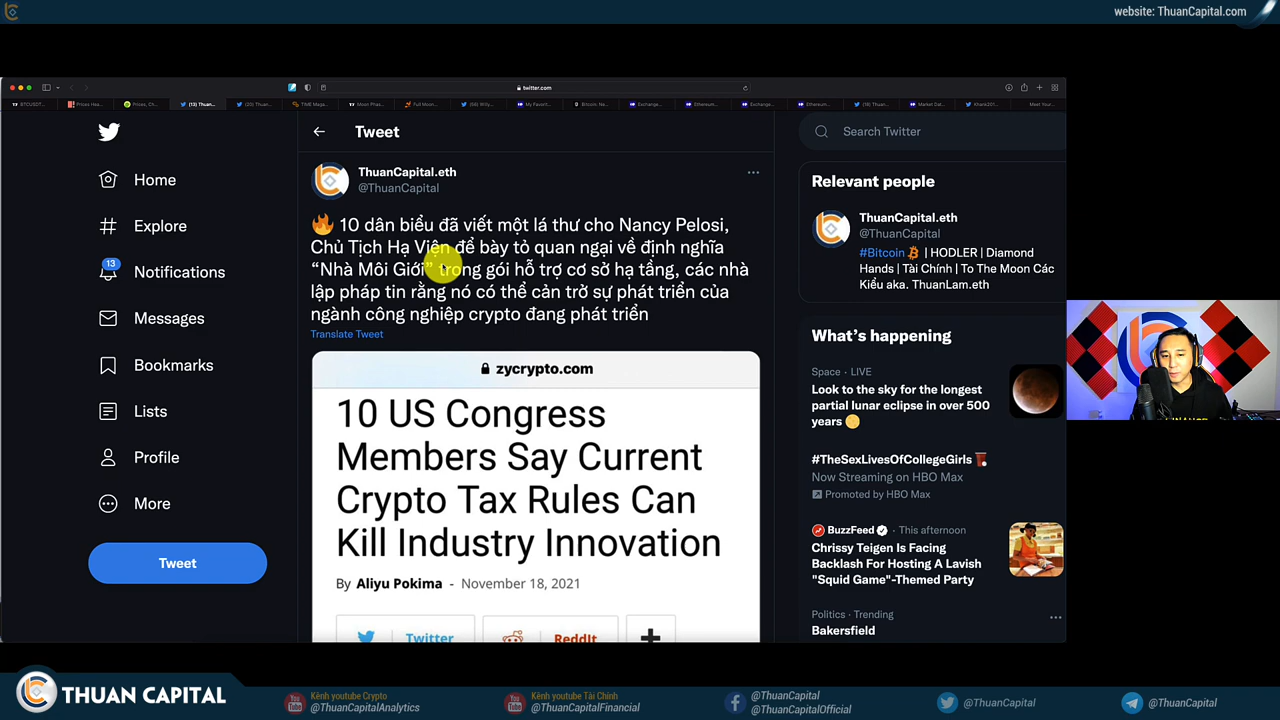 website: ThuanCapital.com
twitter.com
Tweet
Search Twitter
Home
Explore
13
Notifications
Messages
Bookmarks
Lists
Profile
More
Tweet
ThuanCapital.eth
@ThuanCapital
10 dân biểu đã viết một lá thư cho Nancy Pelosi,
Chủ Tịch Hạ Viện để bày tỏ quan ngại về định nghĩa
“Nhà Môi Giới” trong gói hỗ trợ cơ sở hạ tầng, các nhà
lập pháp tin rằng nó có thể cản trở sự phát triển của
ngành công nghiệp crypto đang phát triển
Translate Tweet
zycrypto.com
10 US Congress
Members Say Current
Crypto Tax Rules Can
Kill Industry Innovation
By Aliyu Pokima - November 18, 2021
Twitter
ReddIt
Relevant people
ThuanCapital.eth
@ThuanCapital
#Bitcoin | HODLER | Diamond
Hands | Tài Chính | To The Moon Các
Kiểu aka. ThuanLam.eth
What's happening
Space · LIVE
Look to the sky for the longest
partial lunar eclipse in over 500
years
#TheSexLivesOfCollegeGirls
Now Streaming on HBO Max
Promoted by HBO Max
BuzzFeed · This afternoon
Chrissy Teigen Is Facing
Backlash For Hosting A Lavish
"Squid Game"-Themed Party
Politics · Trending
Bakersfield
THUAN CAPITAL
Kênh youtube Crypto
@ThuanCapitalAnalytics
Kênh youtube Tài Chính
@ThuanCapitalFinancial
@ThuanCapital
@ThuanCapitalOfficial
@ThuanCapital
@ThuanCapital